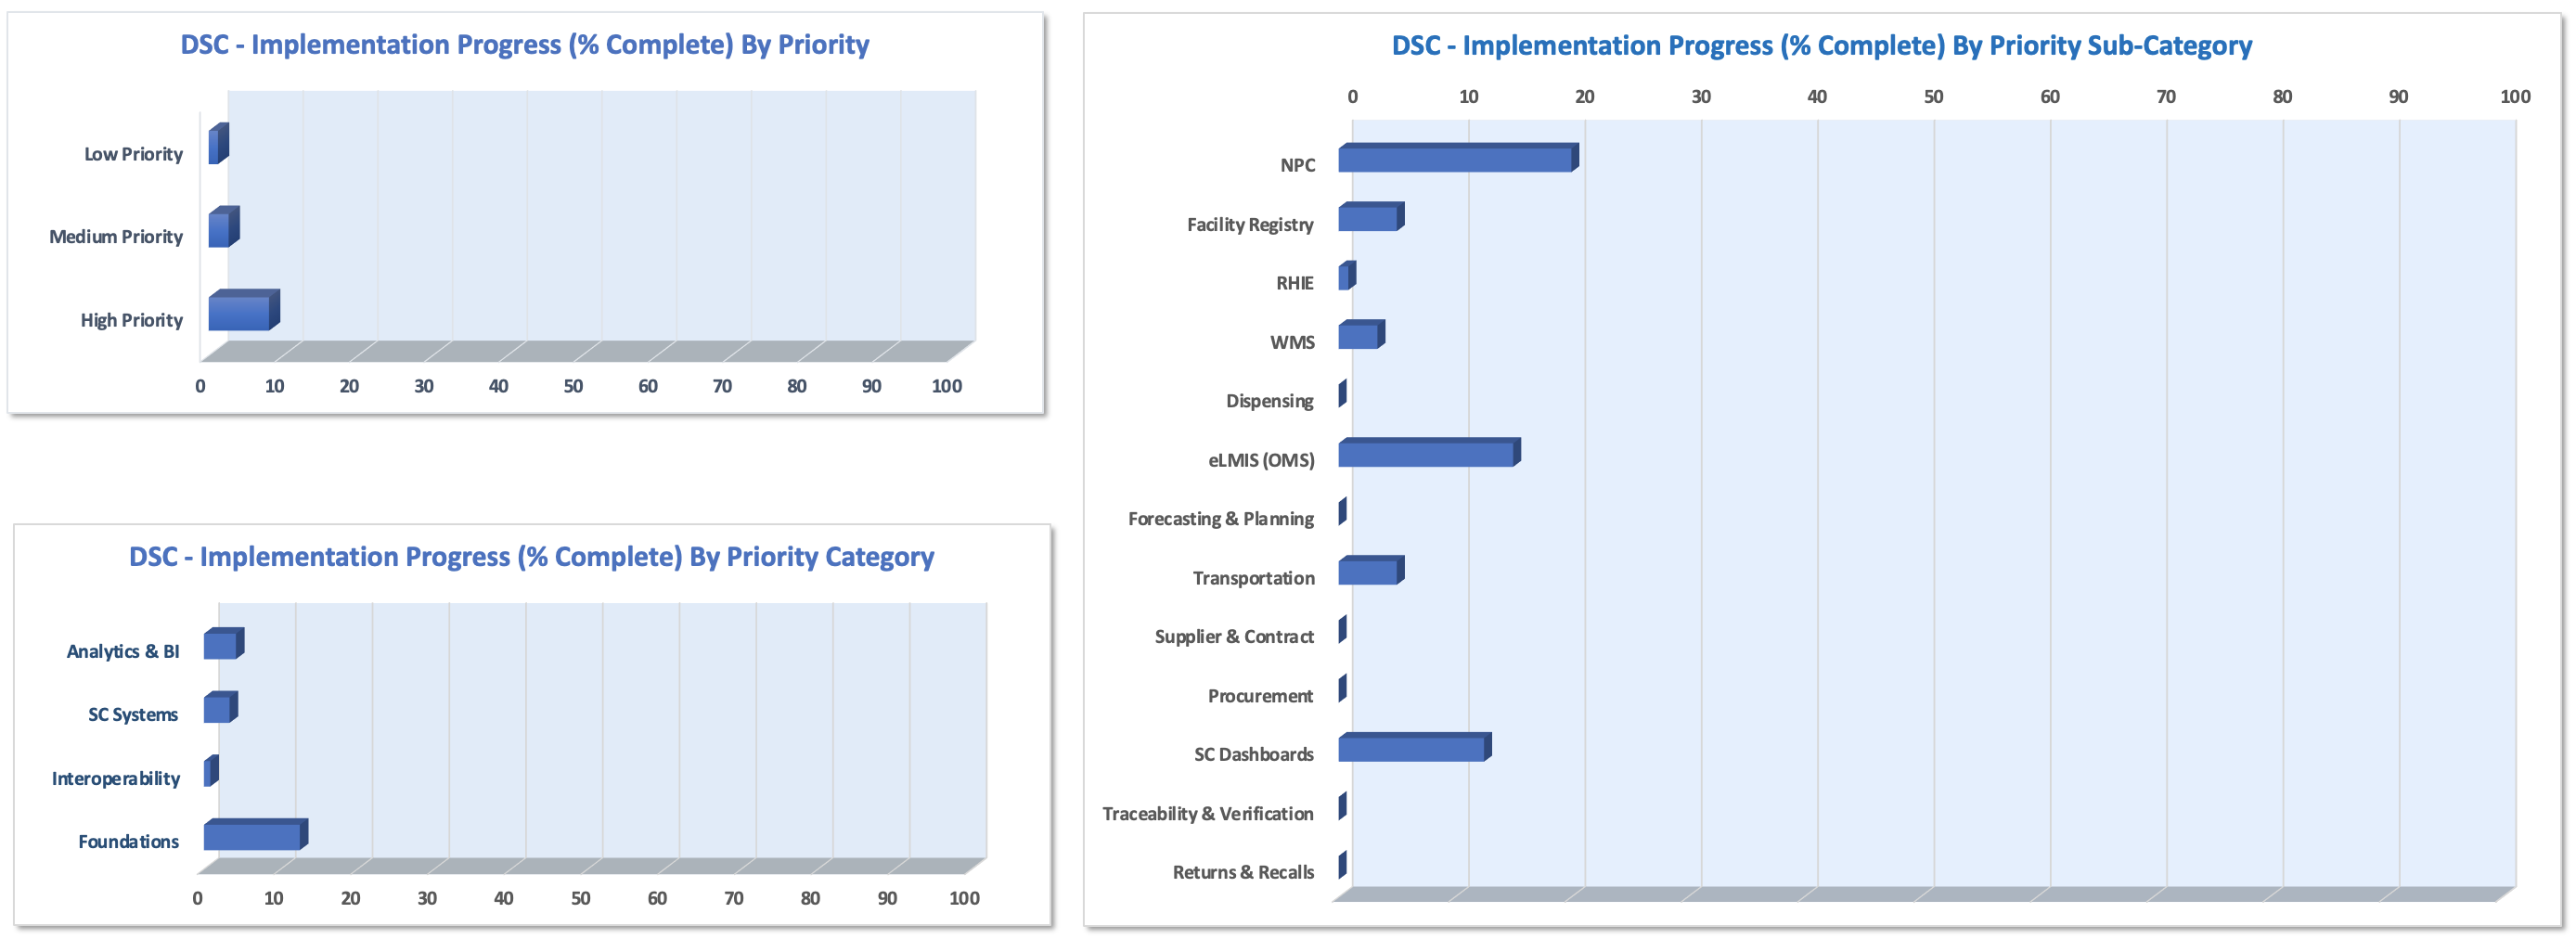 DSC - Implementation Progress (% Complete) By Priority
Low Priority
Medium Priority
High Priority
0 10 20 30 40 50 60 70 80 90 100
DSC - Implementation Progress (% Complete) By Priority Category
Analytics & BI
SC Systems
Interoperability
Foundations
0 10 20 30 40 50 60 70 80 90 100
DSC - Implementation Progress (% Complete) By Priority Sub-Category
0 10 20 30 40 50 60 70 80 90 100
NPC
Facility Registry
RHIE
WMS
Dispensing
eLMIS (OMS)
Forecasting & Planning
Transportation
Supplier & Contract
Procurement
SC Dashboards
Traceability & Verification
Returns & Recalls